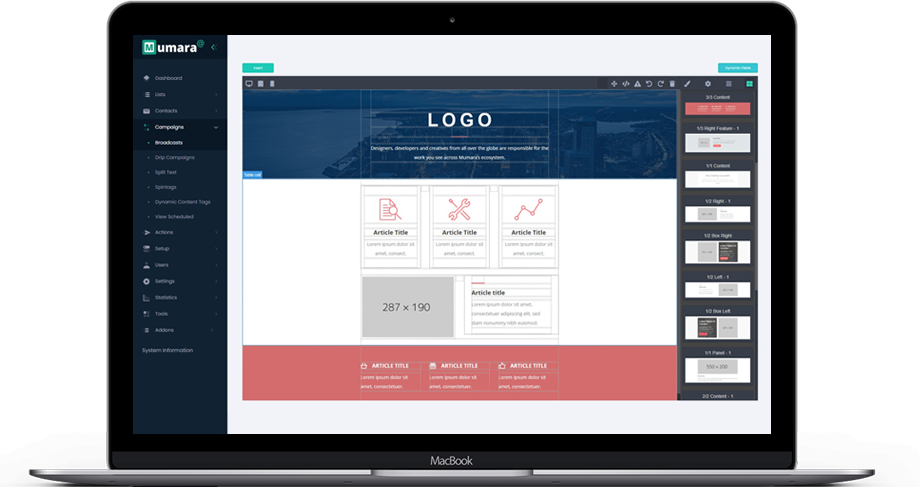 Mumara@
Dashboard
Lists
Contacts
Campaigns
Broadcasts
Drip Campaigns
Split Test
Spintags
Dynamic Content Tags
View Scheduled
Actions
Setup
Users
Settings
Statistics
Tools
Addons
System Information
Dynamic Fields
LOGO
Designers, developers and creatives from all over the globe are responsible for the
work you see across Mumara's ecosystem.
Table cell
Article Title
Lorem ipsum dolor sit
amet, consect.
Article Title
Lorem ipsum dolor sit
amet, consect.
Article Title
Lorem ipsum dolor sit
amet, consect.
287 × 190
Article title
Lorem ipsum dolor sit amet,
consectetuer adipiscing elit, sed
diam nonummy nibh euismod.
ARTICLE TITLE
Lorem ipsum dolor sit
amet, consectetuer.
ARTICLE TITLE
Lorem ipsum dolor sit
amet, consectetuer.
ARTICLE TITLE
Lorem ipsum dolor sit
amet, consectetuer.
3/3 Content
1/3 Right Feature - 1
1/1 Content
1/2 Right - 1
1/2 Box Right
1/2 Left - 1
1/2 Box Left
1/1 Panel - 1
550 × 200
2/2 Content - 1
MacBook